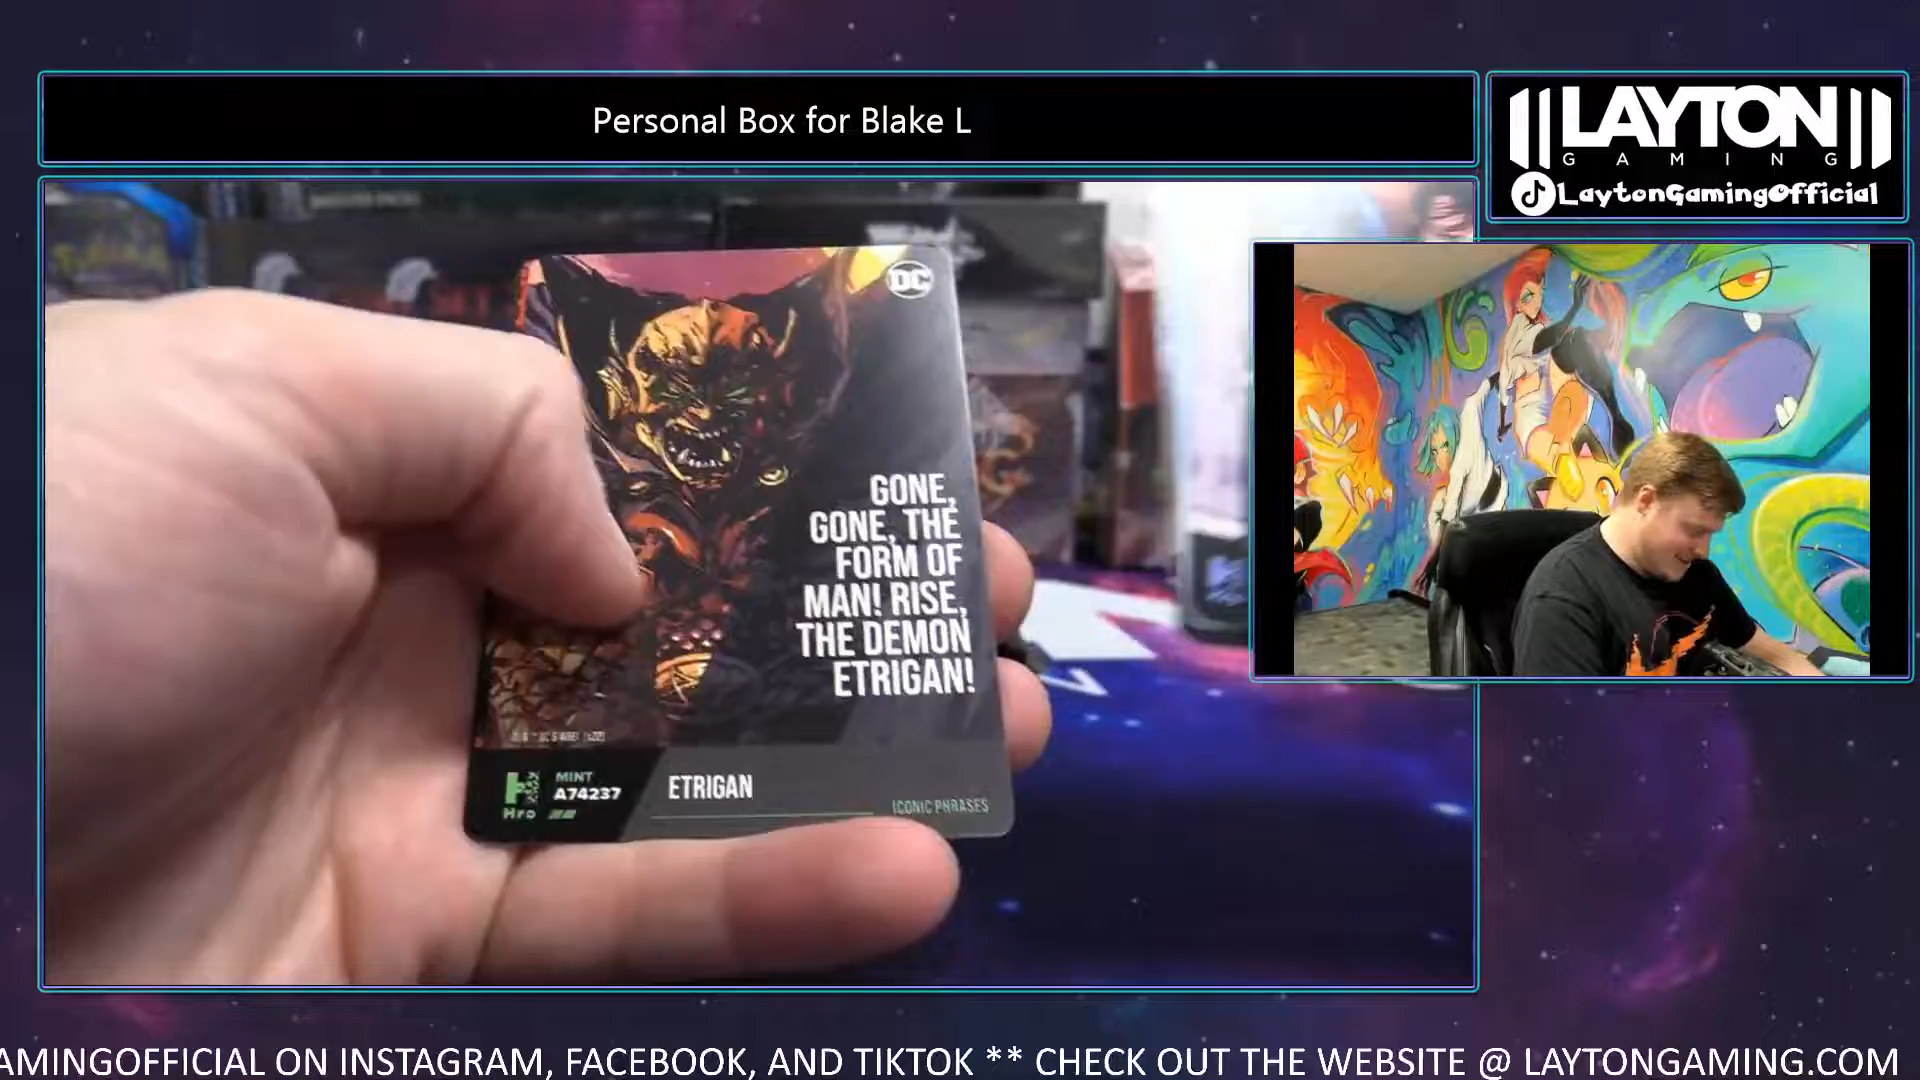 Personal Box for Blake L
LAYTON
GAMING
LaytonGamingOfficial
DC
GONE,
GONE, THE
FORM OF
MAN! RISE,
THE DEMON
ETRIGAN!
MINT
A74237
Hro
ETRIGAN
ICONIC PHRASES
AMINGOFFICIAL ON INSTAGRAM, FACEBOOK, AND TIKTOK ** CHECK OUT THE WEBSITE @ LAYTONGAMING.COM